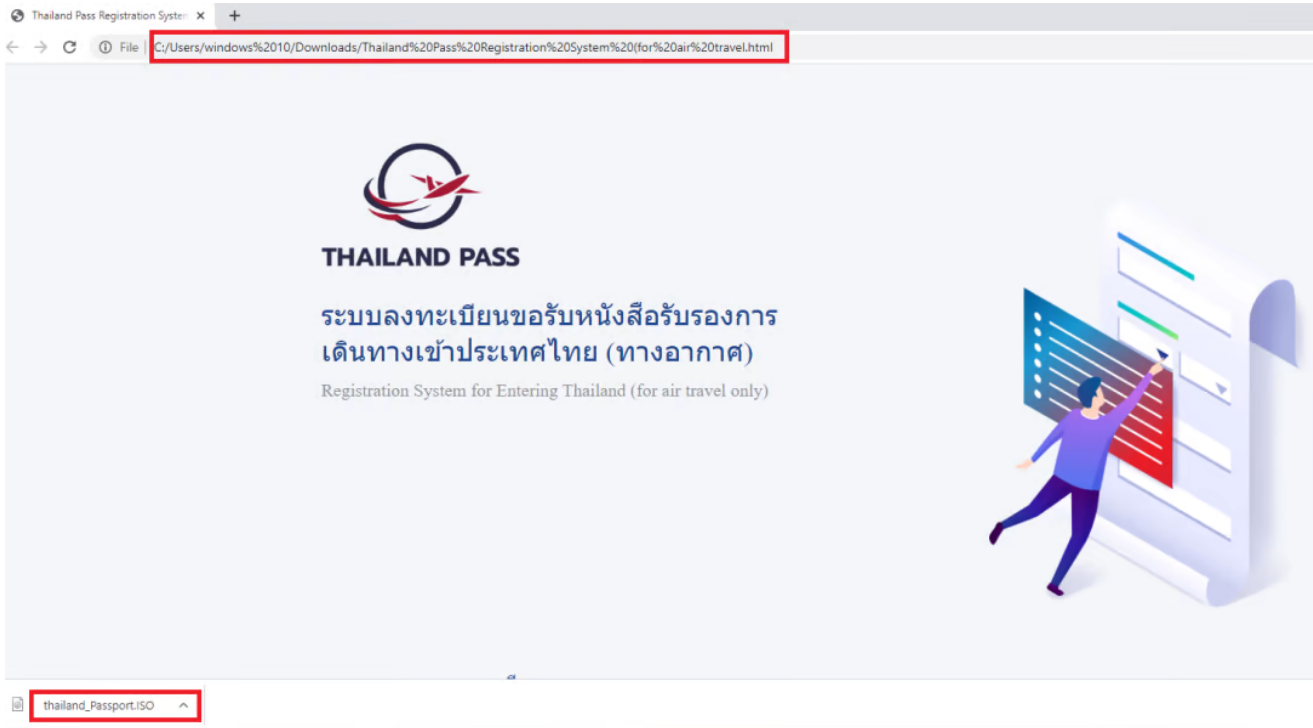 Thailand Pass Registration System
File
C:/Users/windows%2010/Downloads/Thailand%20Pass%20Registration%20System%20(for%20air%20travel.html
THAILAND PASS
ระบบลงทะเบียนขอรับหนังสือรับรองการ
เดินทางเข้าประเทศไทย (ทางอากาศ)
Registration System for Entering Thailand (for air travel only)
thailand_Passport.ISO